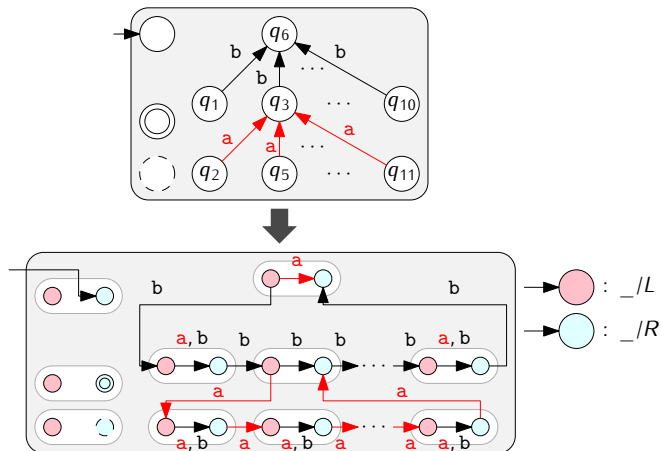 q6
b b b
· · ·
q1 q3 · · · q10
a a a
· · ·
q2 q5 · · · q11
a
b b
_/L
_/R
a, b b b b b a, b
· · ·
a a
· · ·
a, b a a, b a a a, b